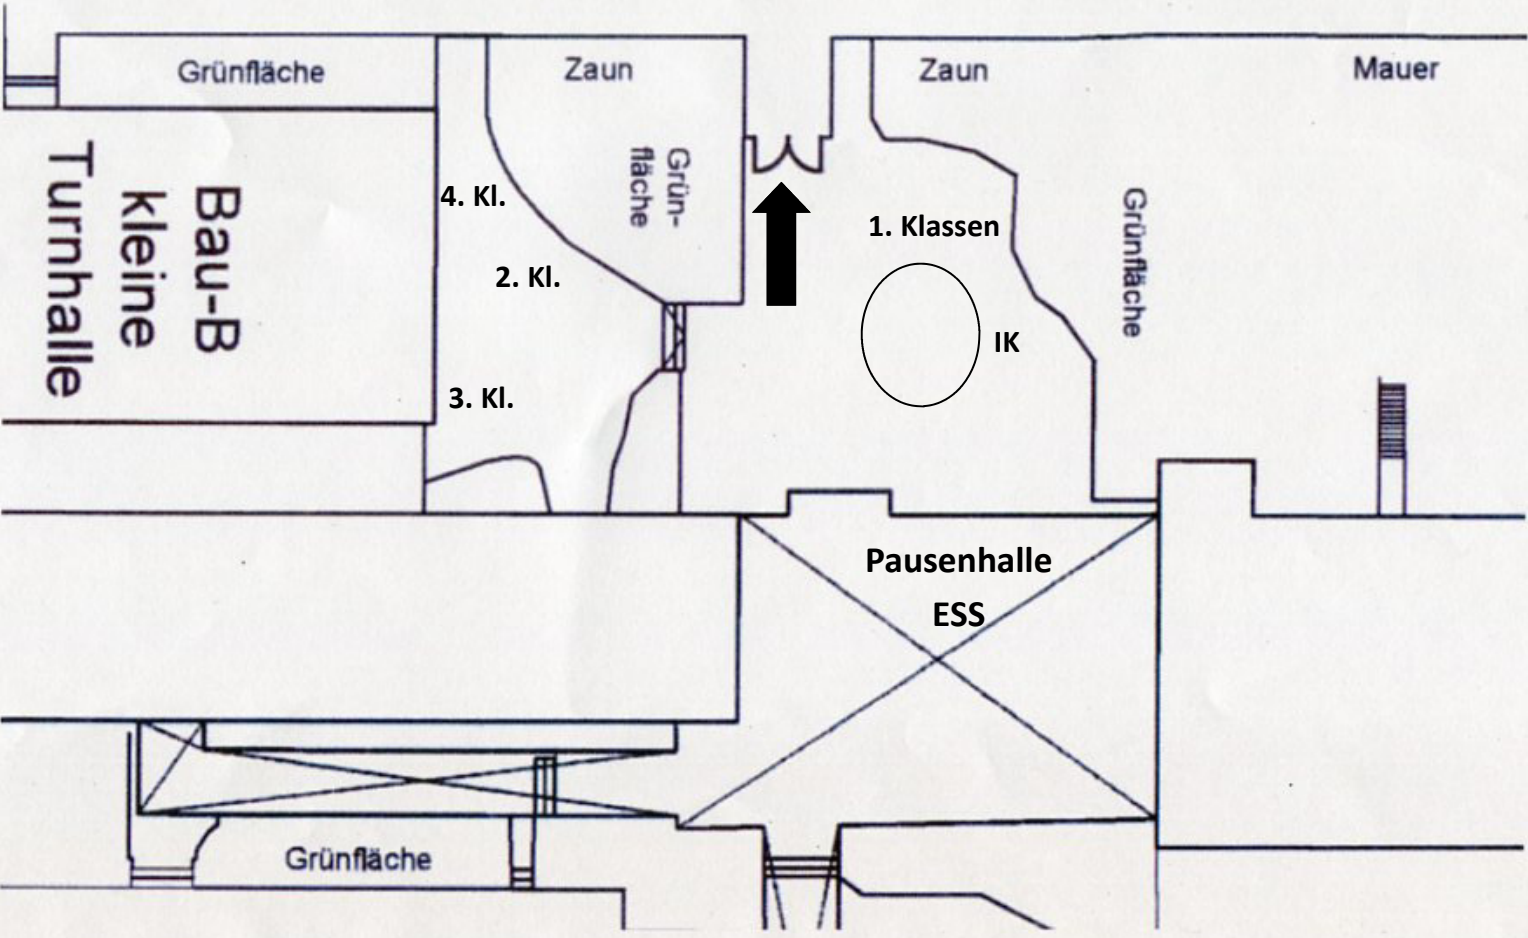 Grünfläche
Zaun
Zaun
Mauer
Grün-
fläche
Bau-B
kleine
Turnhalle
4. Kl.
1. Klassen
Grünfläche
2. Kl.
IK
3. Kl.
Pausenhalle
ESS
Grünfläche